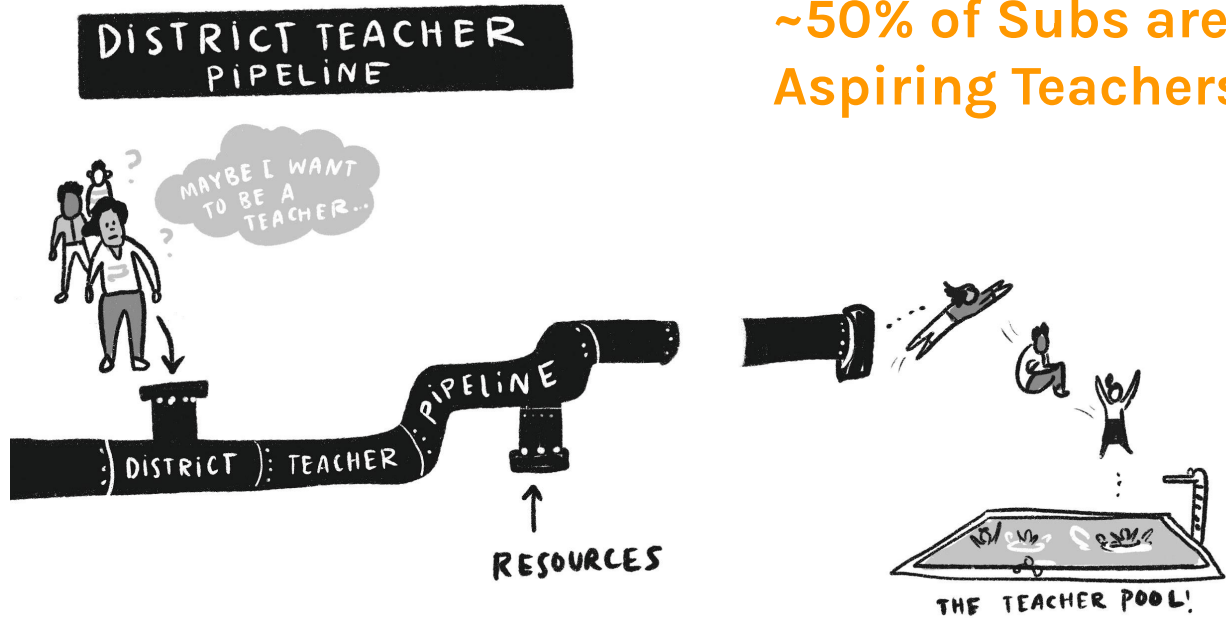 DISTRICT TEACHER
PIPELINE
~50% of Subs are
Aspiring Teachers
?
MAYBE I WANT
TO BE A
TEACHER...
?
DISTRICT TEACHER PIPELINE
RESOURCES
THE TEACHER POOL!